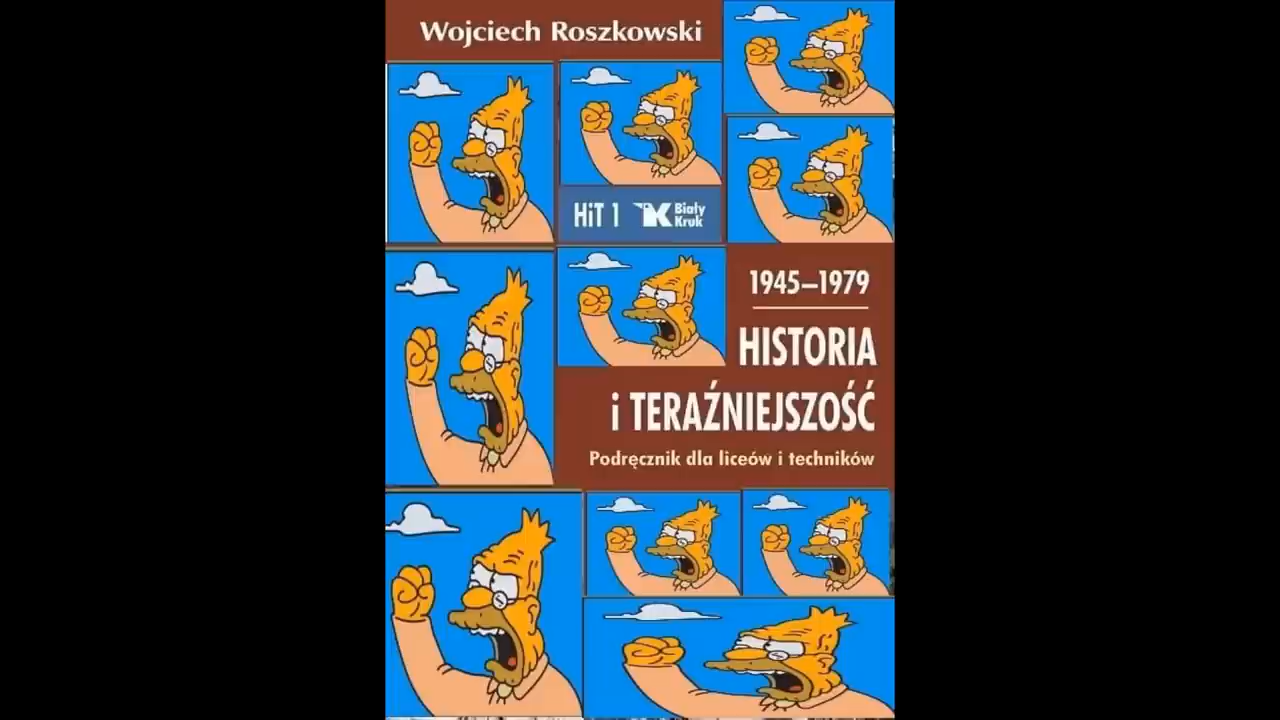 Wojciech Roszkowski
HiT 1
Biały
Kruk
1945–1979
HISTORIA
i TERAŹNIEJSZOŚĆ
Podręcznik dla liceów i techników